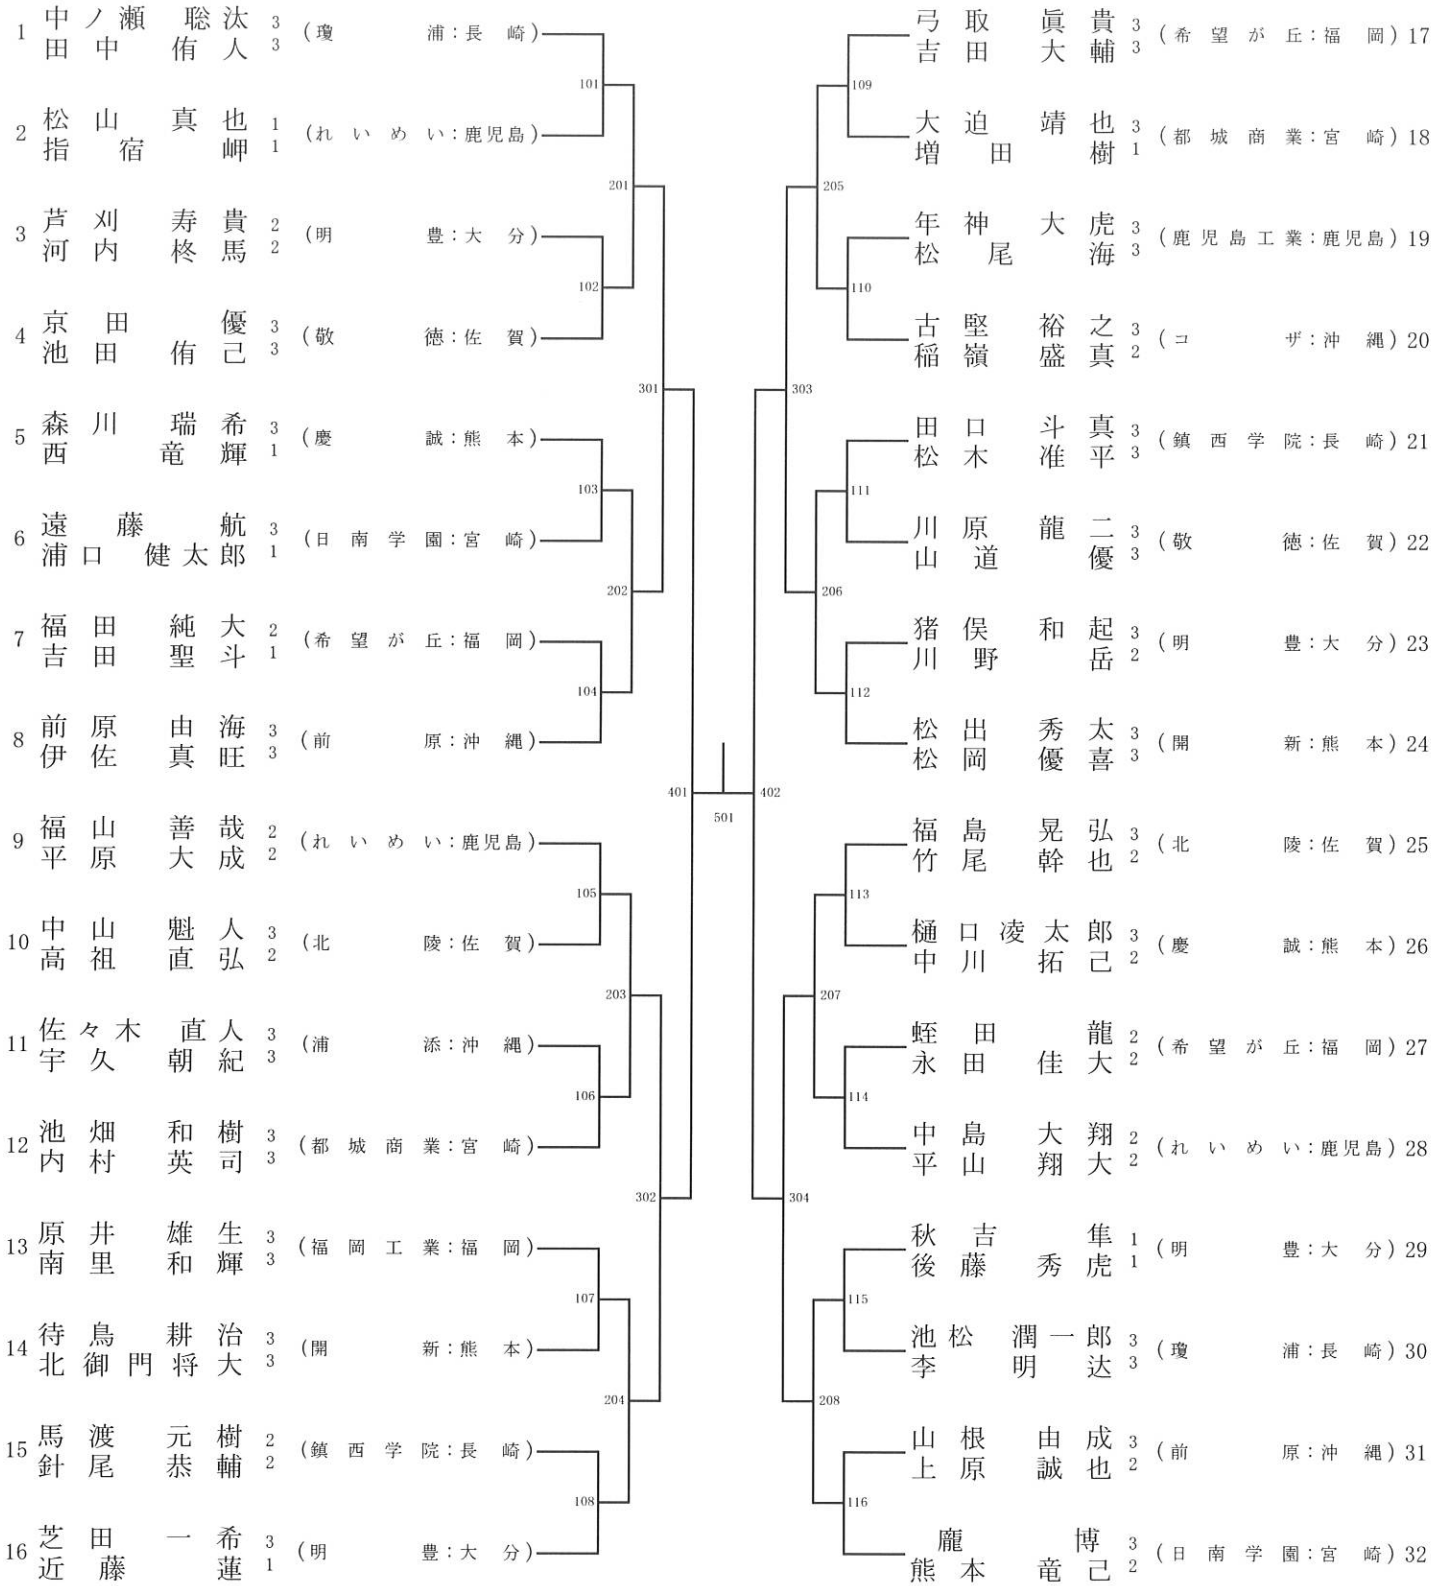 1 中ノ瀬 聡汰 3 (瓊浦：長崎)
田中 侑人 3
101
2 松山 真也 1 (れいめい：鹿児島)
指宿 岬 1
201
3 芦刈 寿貴 2 (明豊：大分)
河内 柊馬 2
102
4 京田 優 3 (敬徳：佐賀)
池田 侑己 3
301
5 森川 瑞希 3 (慶誠：熊本)
西 竜輝 1
103
6 遠藤 航 3 (日南学園：宮崎)
浦口 健太郎 1
202
7 福田 純大 2 (希望が丘：福岡)
吉田 聖斗 1
104
8 前原 由海 3 (前原：沖縄)
伊佐 真旺 3
401
9 福山 善哉 2 (れいめい：鹿児島)
平原 大成 2
105
10 中山 魁人 3 (北陵：佐賀)
高祖 直弘 2
203
11 佐々木 直人 3 (浦添：沖縄)
宇久 朝紀 3
106
12 池畑 和樹 3 (都城商業：宮崎)
内村 英司 3
302
13 原井 雄生 3 (福岡工業：福岡)
南里 和輝 3
107
14 待鳥 耕治 3 (開新：熊本)
北御門 将大 3
204
15 馬渡 元樹 2 (鎮西学院：長崎)
針尾 恭輔 2
108
16 芝田 一希 3 (明豊：大分)
近藤 蓮 1
501
弓取 眞貴 3 (希望が丘：福岡) 17
吉田 大輔 3
109
大迫 靖也 3 (都城商業：宮崎) 18
増田 樹 1
205
年神 大虎 3 (鹿児島工業：鹿児島) 19
松尾 海 3
110
古堅 裕之 3 (コザ：沖縄) 20
稲嶺 盛真 2
303
田口 斗真 3 (鎮西学院：長崎) 21
松木 准平 3
111
川原 龍二 3 (敬徳：佐賀) 22
山道 優 3
206
猪俣 和起 3 (明豊：大分) 23
川野 岳 2
112
松出 秀太 3 (開新：熊本) 24
松岡 優喜 3
402
福島 晃弘 3 (北陵：佐賀) 25
竹尾 幹也 2
113
樋口 凌太郎 3 (慶誠：熊本) 26
中川 拓己 2
207
蛭田 龍 2 (希望が丘：福岡) 27
永田 佳大 2
114
中島 大翔 2 (れいめい：鹿児島) 28
平山 翔大 2
304
秋吉 隼 1 (明豊：大分) 29
後藤 秀虎 1
115
池松 潤一郎 3 (瓊浦：長崎) 30
李 明达 3
208
山根 由成 3 (前原：沖縄) 31
上原 誠也 2
116
龐 博 3 (日南学園：宮崎) 32
熊本 竜己 2